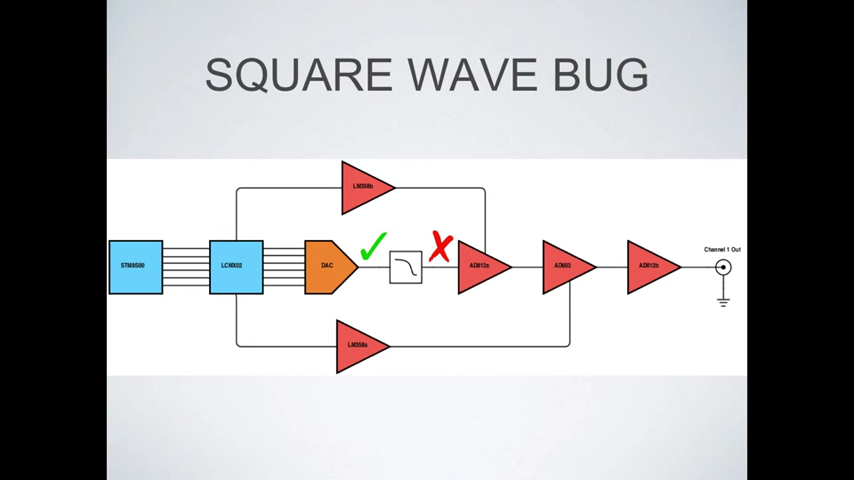 SQUARE WAVE BUG
LM358b
STM8S00
LCMX02
DAC
AD812a
AD603
AD812b
Channel 1 Out
LM358a